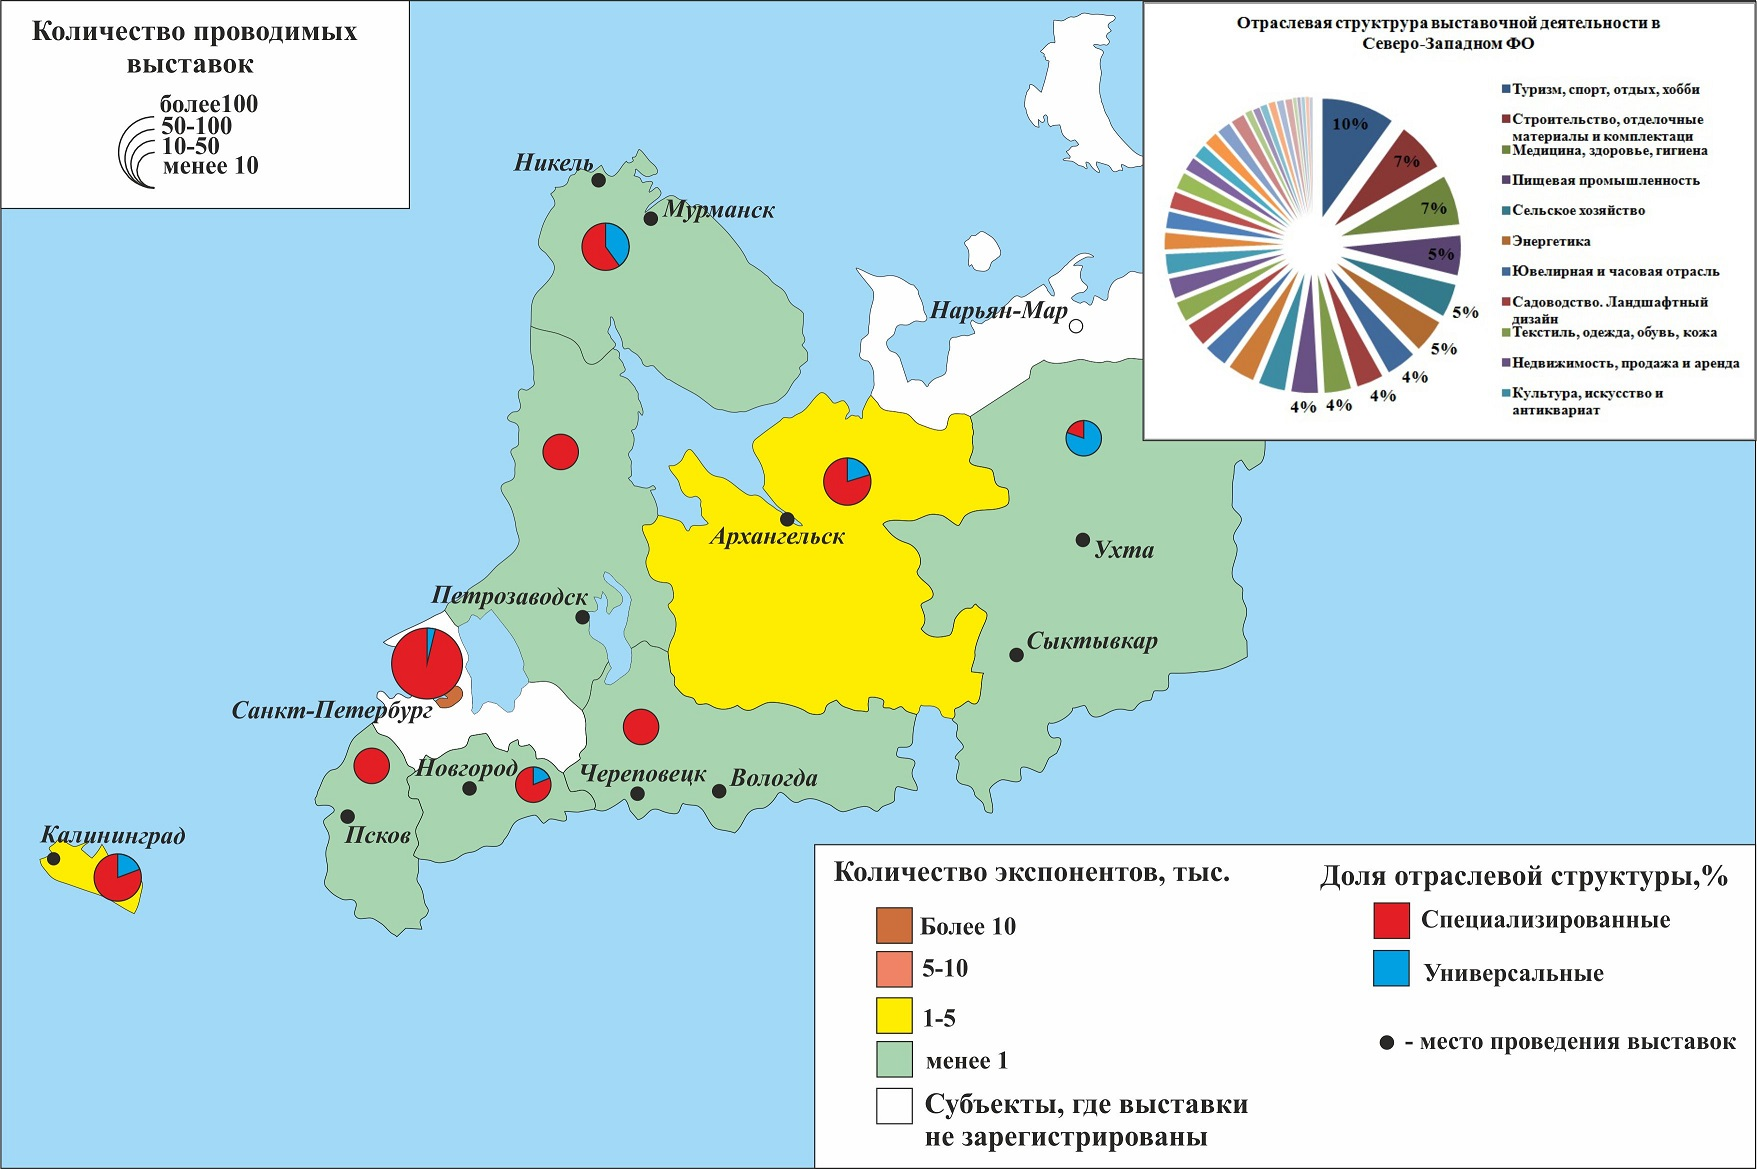 Количество проводимых
выставок
более100
50-100
10-50
менее 10
Отраслевая структрура выставочной деятельности в
Северо-Западном ФО
10%
7%
7%
5%
5%
5%
4%
4%
4%
4%
Туризм, спорт, отдых, хобби
Строительство, отделочные
материалы и комплектаци
Медицина, здоровье, гигиена
Пищевая промышленность
Сельское хозяйство
Энергетика
Ювелирная и часовая отрасль
Садоводство. Ландшафтный
дизайн
Текстиль, одежда, обувь, кожа
Недвижимость, продажа и аренда
Культура, искусство и
антиквариат
Никель
Мурманск
Нарьян-Мар
Архангельск
Ухта
Петрозаводск
Сыктывкар
Санкт-Петербург
Новгород
Череповецк
Вологда
Псков
Калининград
Количество экспонентов, тыс.
Более 10
5-10
1-5
менее 1
Субъекты, где выставки
не зарегистрированы
Доля отраслевой структуры,%
Специализированные
Универсальные
- место проведения выставок